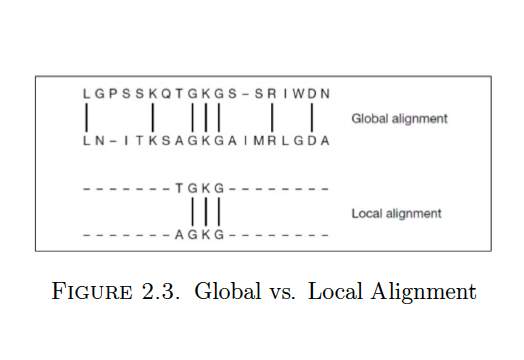 L G P S S K Q T G K G S - S R I W D N
Global alignment
L N - I T K S A G K G A I M R L G D A
- - - - - - - T G K G - - - - - - - -
Local alignment
- - - - - - - A G K G - - - - - - - -
FIGURE 2.3. Global vs. Local Alignment